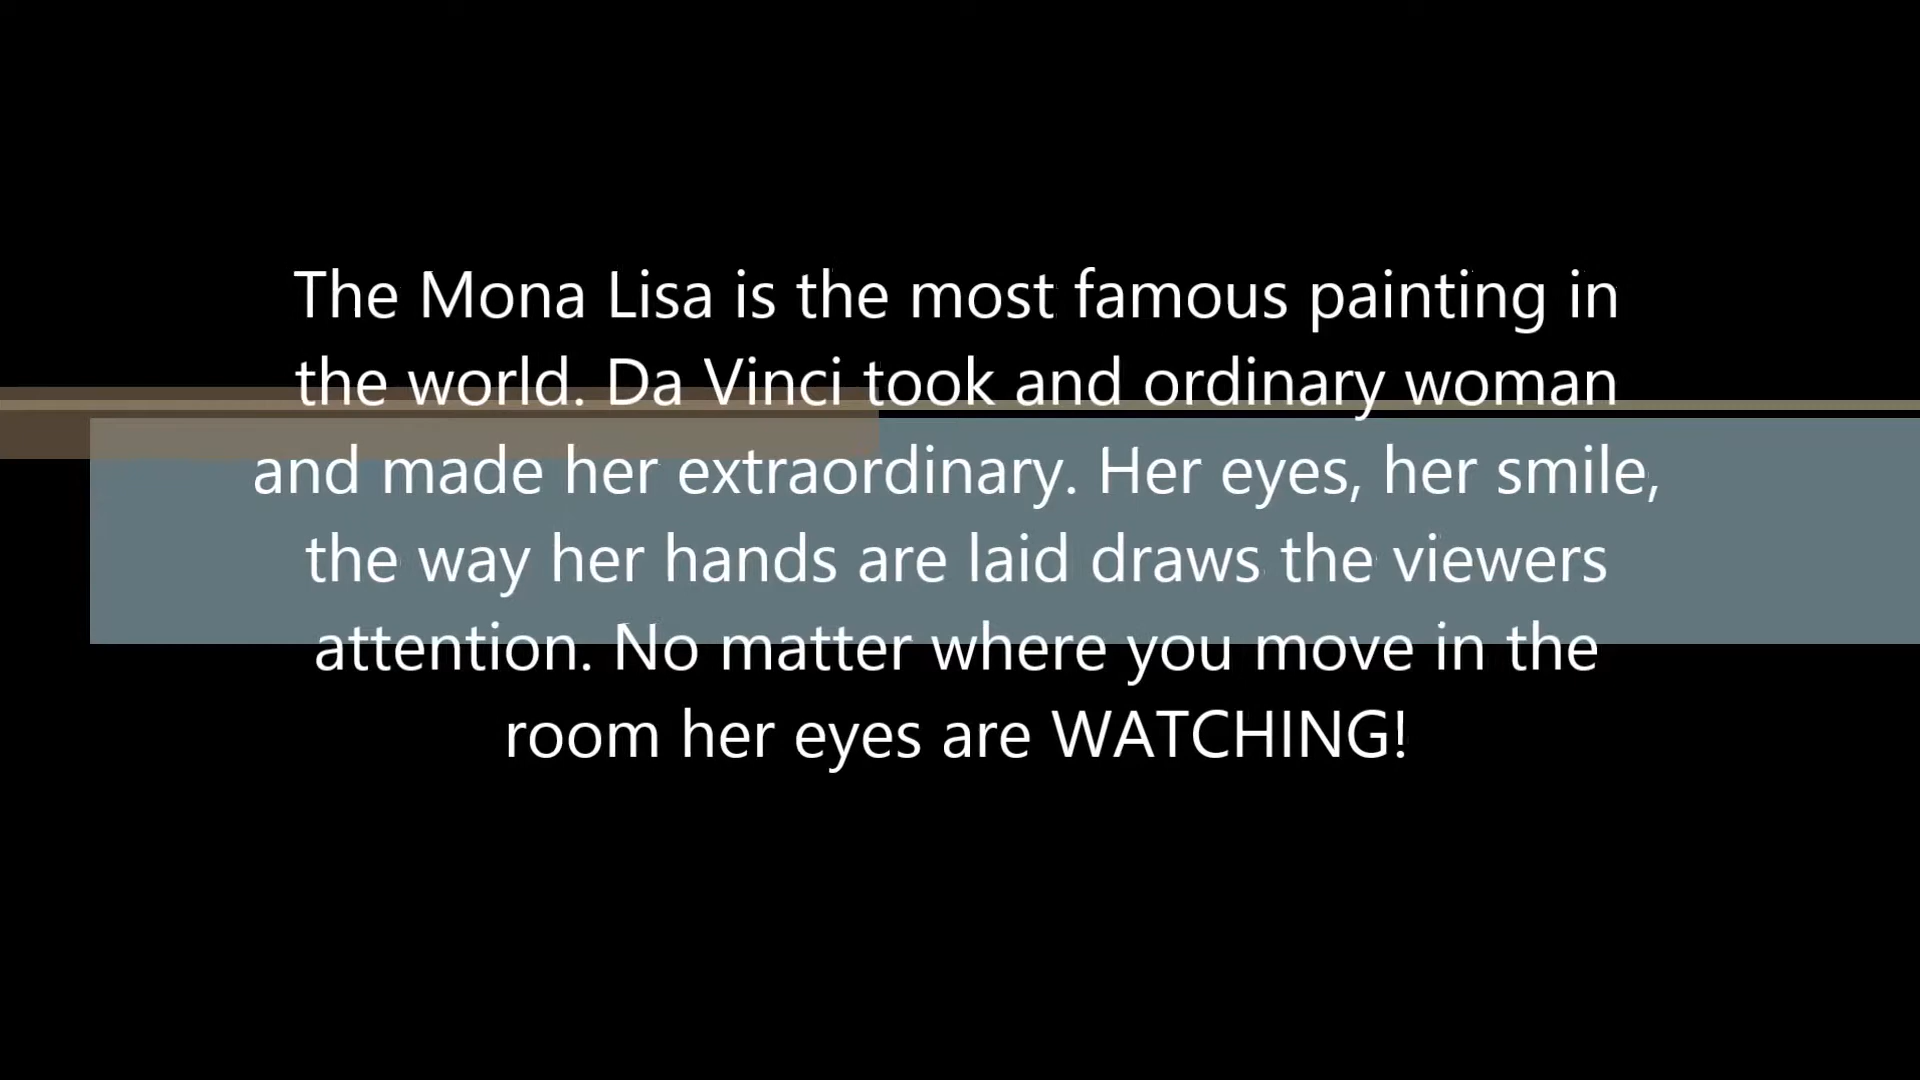 The Mona Lisa is the most famous painting in
the world. Da Vinci took and ordinary woman
and made her extraordinary. Her eyes, her smile,
the way her hands are laid draws the viewers
attention. No matter where you move in the
room her eyes are WATCHING!